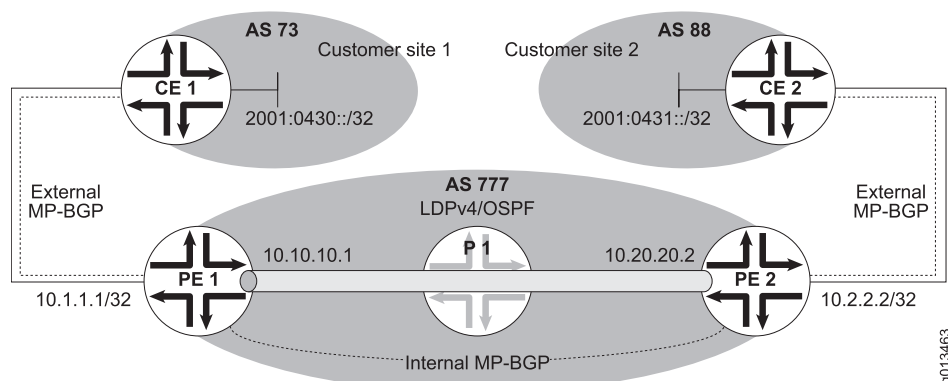 AS 73
Customer site 1
CE 1
2001:0430::/32
AS 88
Customer site 2
CE 2
2001:0431::/32
External
MP-BGP
External
MP-BGP
AS 777
LDPv4/OSPF
P 1
10.10.10.1
10.20.20.2
PE 1
PE 2
10.1.1.1/32
10.2.2.2/32
Internal MP-BGP
g013463